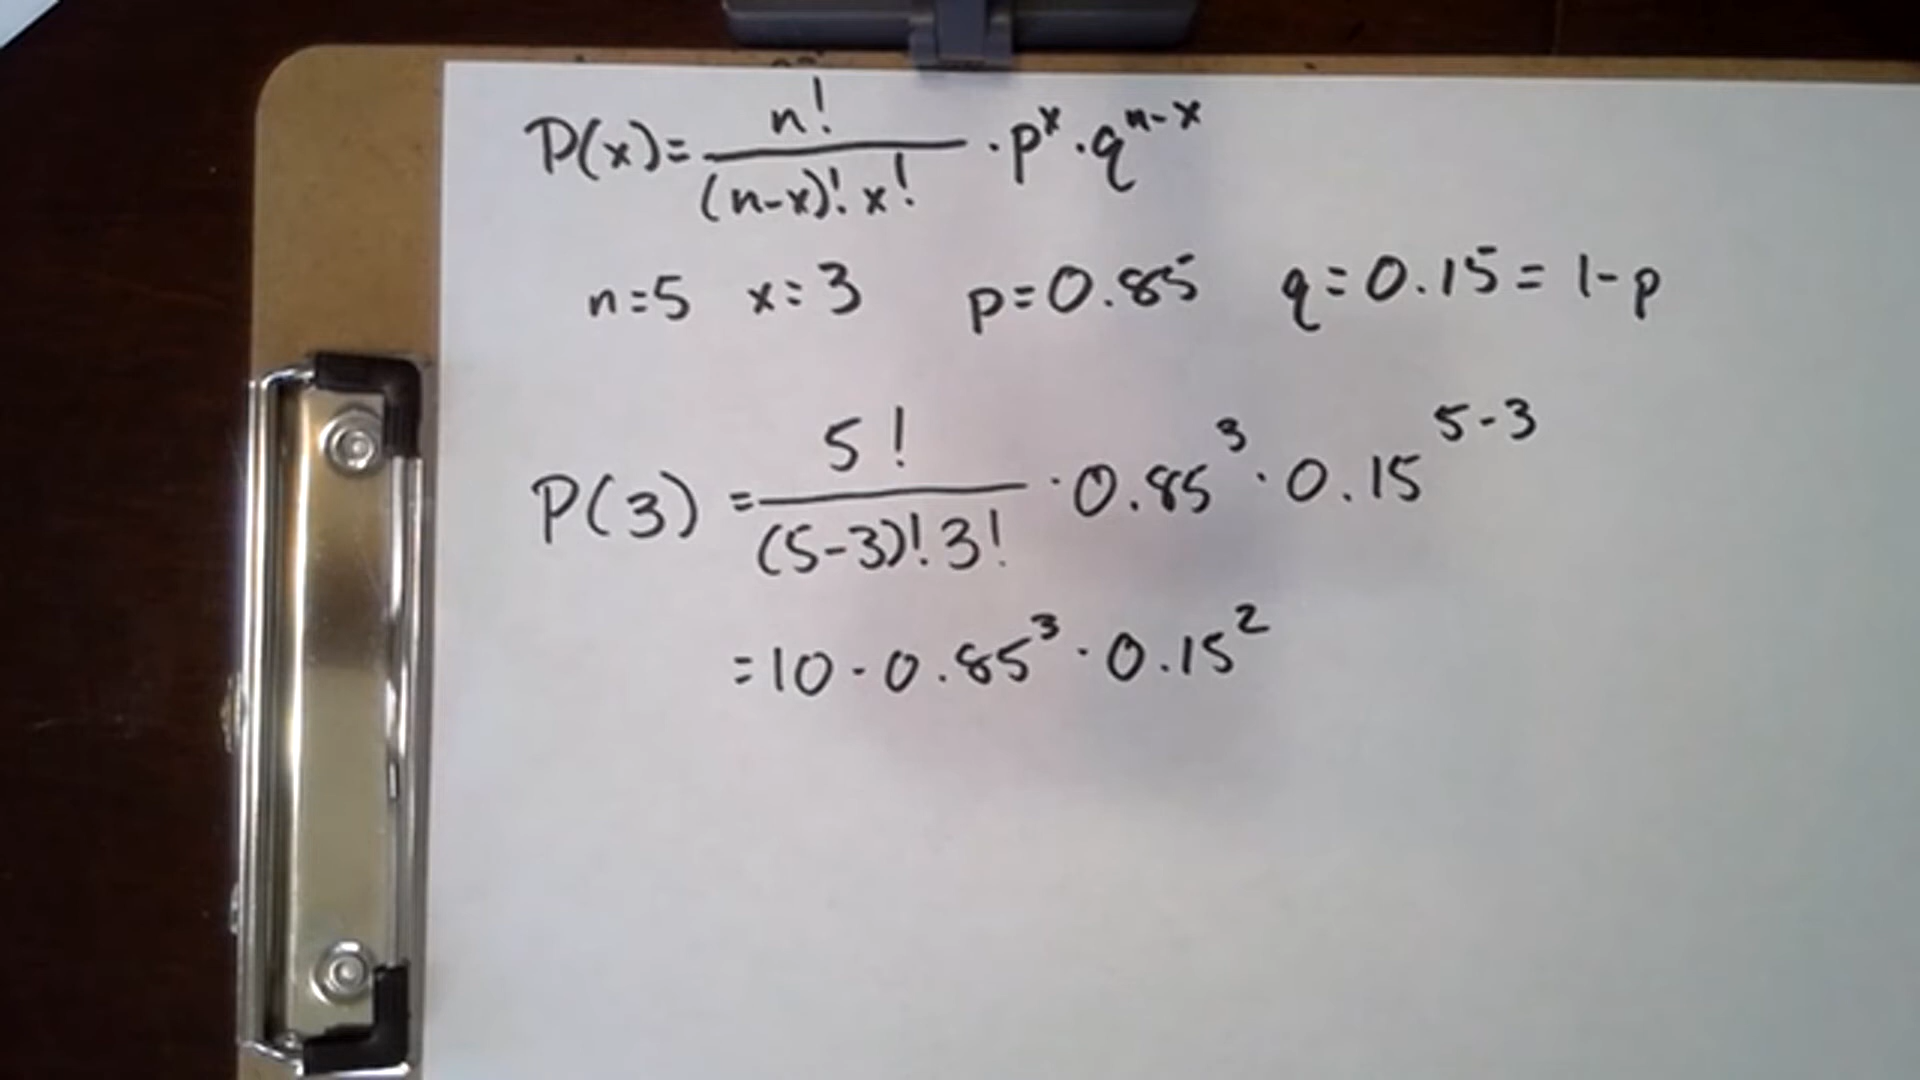 P(x) = n! / (n-x)! x! · p^x · q^(n-x)
n=5 x=3 p=0.85 q=0.15=1-p
P(3) = 5! / (5-3)! 3! · 0.85^3 · 0.15^(5-3)
=10·0.85^3·0.15^2